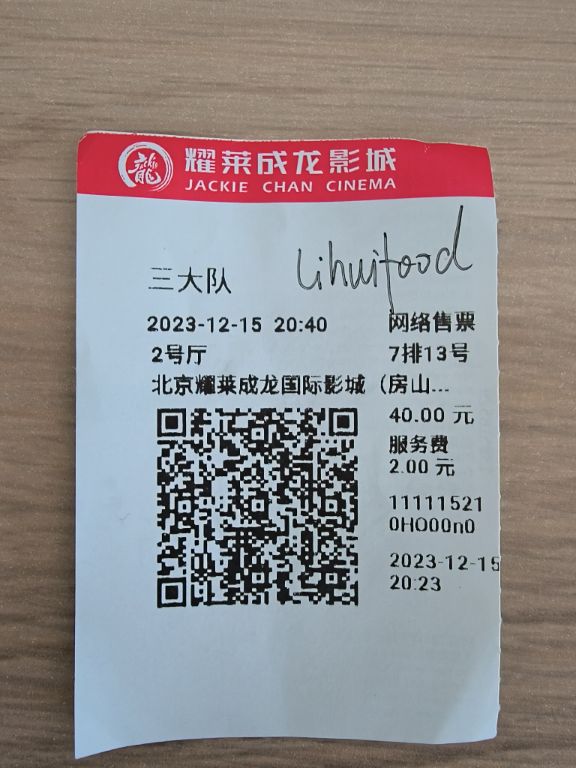 龍
耀莱成龙影城
JACKIE CHAN CINEMA
Lihuifood
三大队
2023-12-15 20:40
网络售票
2号厅
7排13号
北京耀莱成龙国际影城（房山...
40.00 元
服务费
2.00 元
11111521
0HO00n0
2023-12-15
20:23